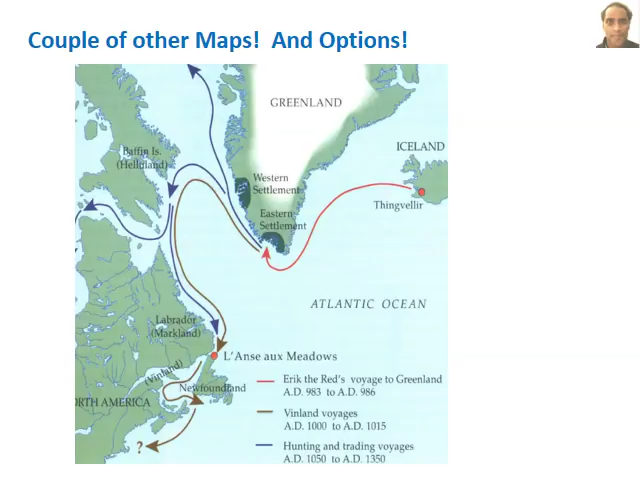 Couple of other Maps! And Options!
GREENLAND
ICELAND
Baffin Is.
(Helluland)
Western
Settlement
Thingvellir
Eastern
Settlement
ATLANTIC OCEAN
Labrador
(Markland)
L'Anse aux Meadows
(Vinland)
Newfoundland
Erik the Red's voyage to Greenland
A.D. 983 to A.D. 986
RTH AMERICA
Vinland voyages
A.D. 1000 to A.D. 1015
?
Hunting and trading voyages
A.D. 1050 to A.D. 1350